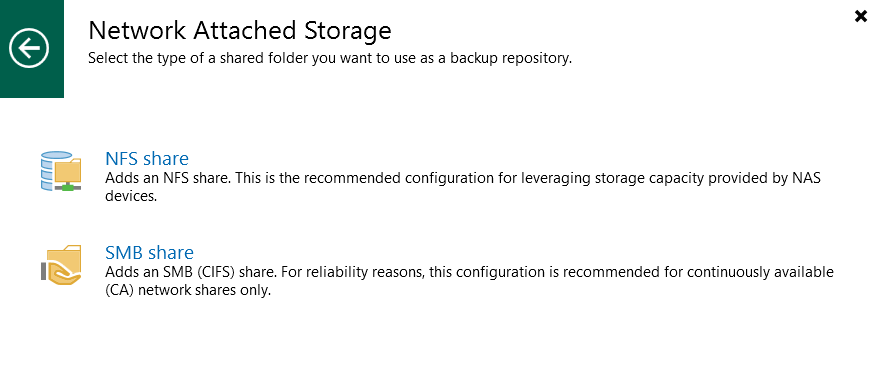 Network Attached Storage
Select the type of a shared folder you want to use as a backup repository.
NFS share
Adds an NFS share. This is the recommended configuration for leveraging storage capacity provided by NAS
devices.
SMB share
Adds an SMB (CIFS) share. For reliability reasons, this configuration is recommended for continuously available
(CA) network shares only.